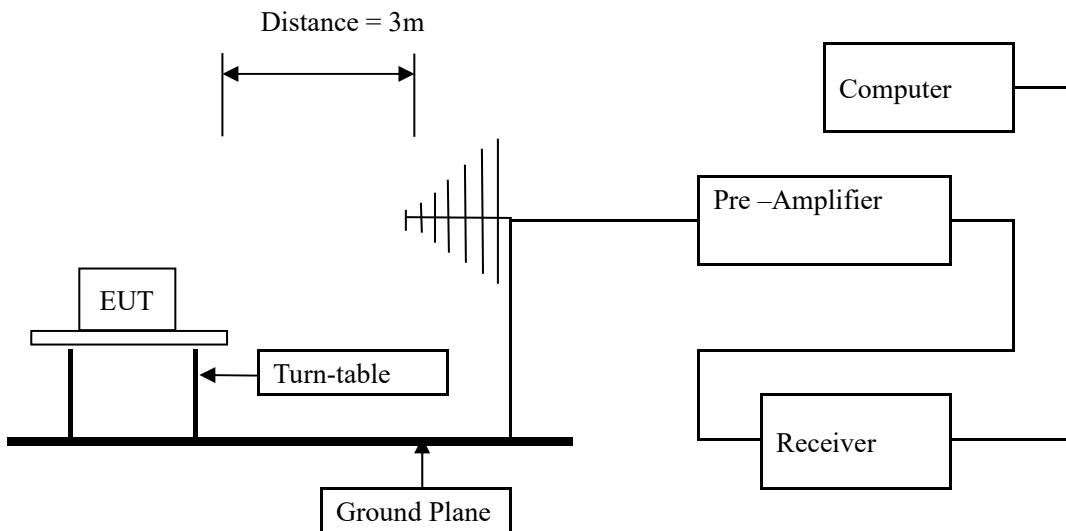 Distance = 3m
Computer
Pre –Amplifier
EUT
Turn-table
Receiver
Ground Plane